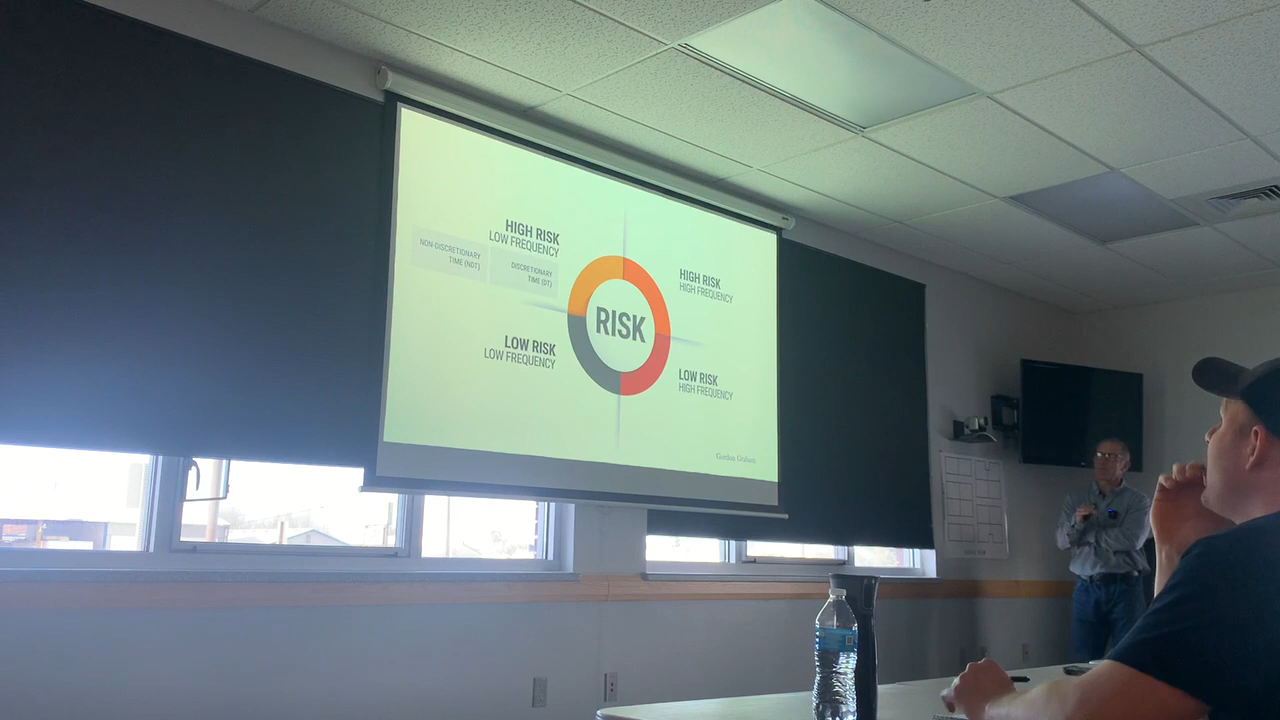 HIGH RISK
LOW FREQUENCY
NON-DISCRETIONARY
TIME (NDT)
DISCRETIONARY
TIME (DT)
HIGH RISK
HIGH FREQUENCY
RISK
LOW RISK
LOW FREQUENCY
LOW RISK
HIGH FREQUENCY
Gordon Graham